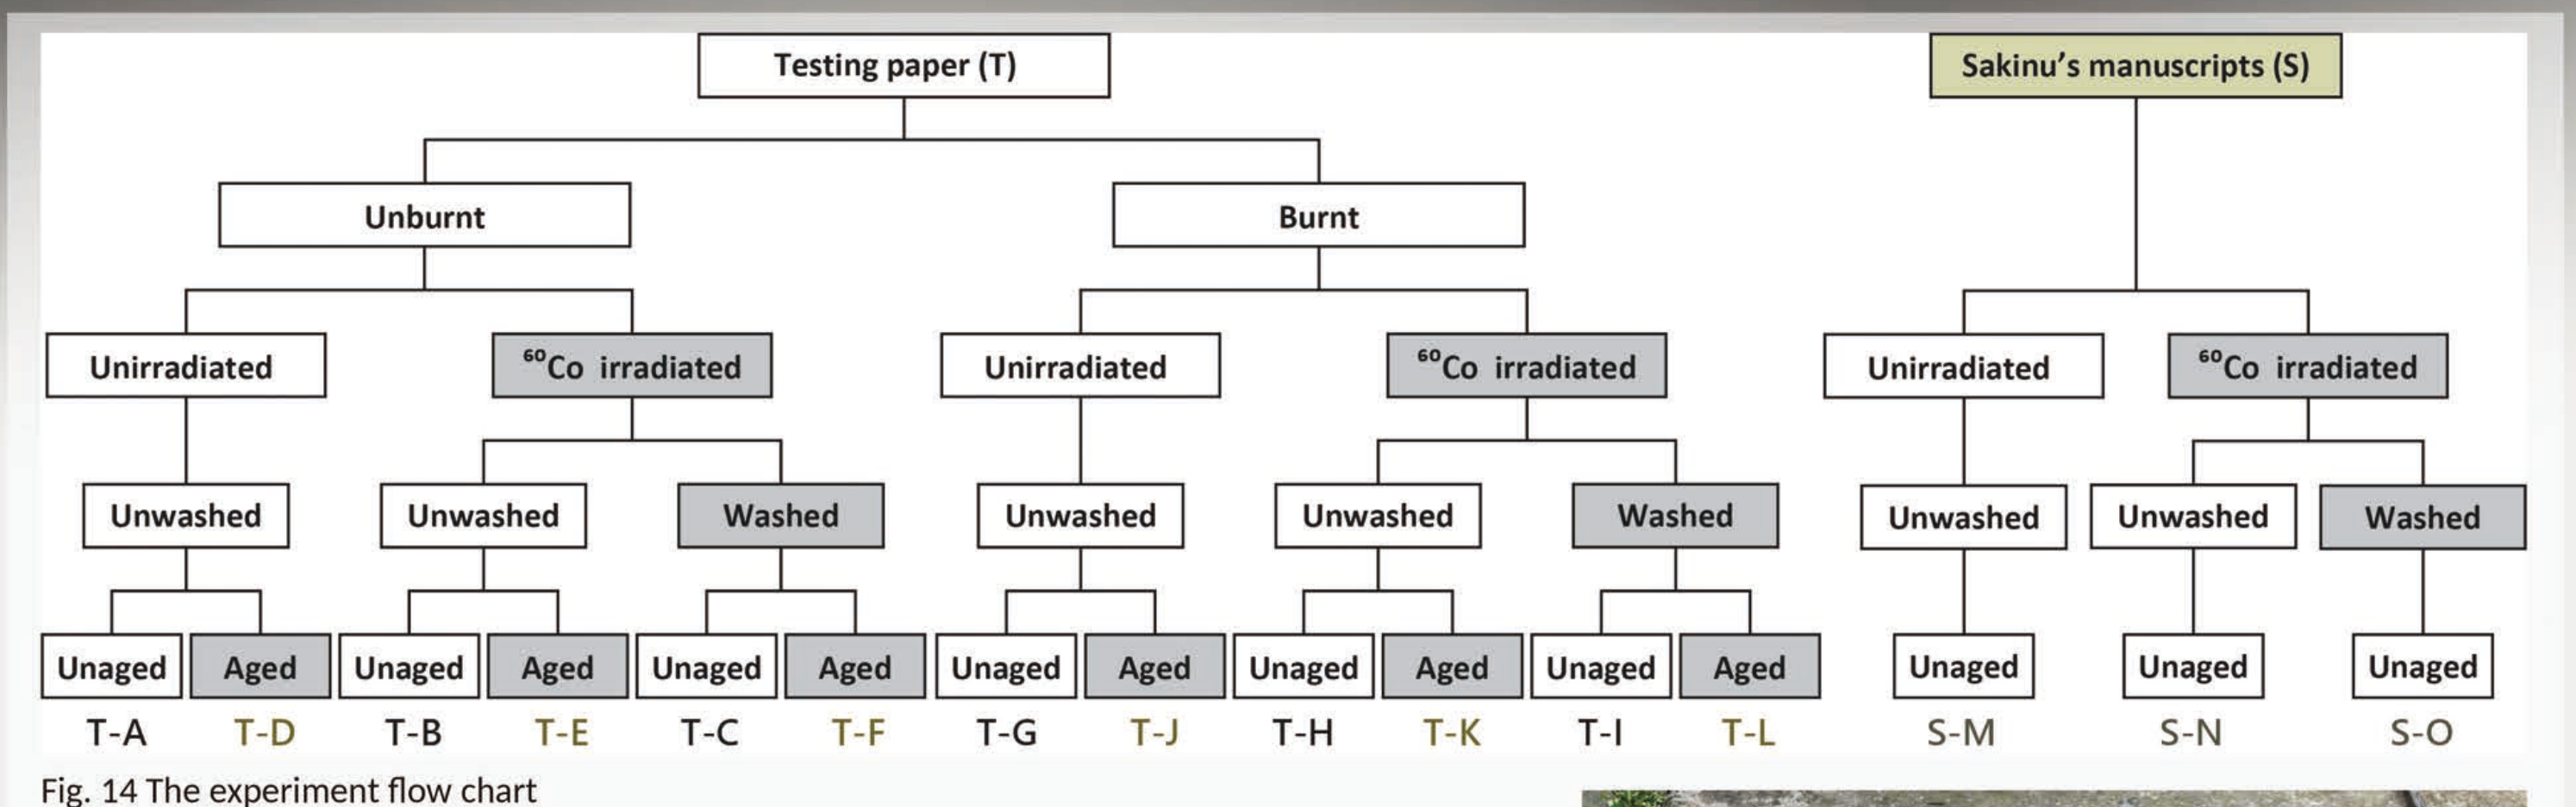 Testing paper (T) Sakinu’s manuscripts (S)
Unburnt Burnt
Unirradiated ⁶⁰Co irradiated Unirradiated ⁶⁰Co irradiated Unirradiated ⁶⁰Co irradiated
Unwashed Unwashed Washed Unwashed Unwashed Washed Unwashed Unwashed Washed
Unaged Aged Unaged Aged Unaged Aged Unaged Aged Unaged Aged Unaged Aged Unaged Unaged Unaged
T-A T-D T-B T-E T-C T-F T-G T-J T-H T-K T-I T-L S-M S-N S-O
Fig. 14 The experiment flow chart